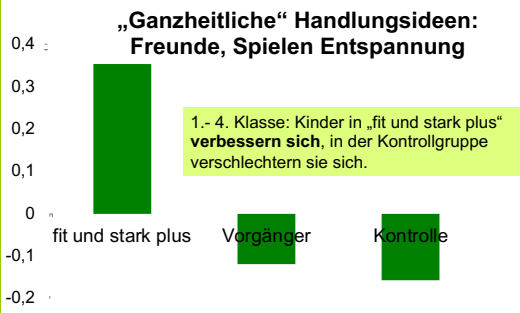 „Ganzheitliche“ Handlungsideen:
Freunde, Spielen Entspannung
0,4
0,3
0,2
0,1
0
-0,1
-0,2
1.- 4. Klasse: Kinder in „fit und stark plus“
verbessern sich, in der Kontrollgruppe
verschlechtern sie sich.
fit und stark plus Vorgänger Kontrolle